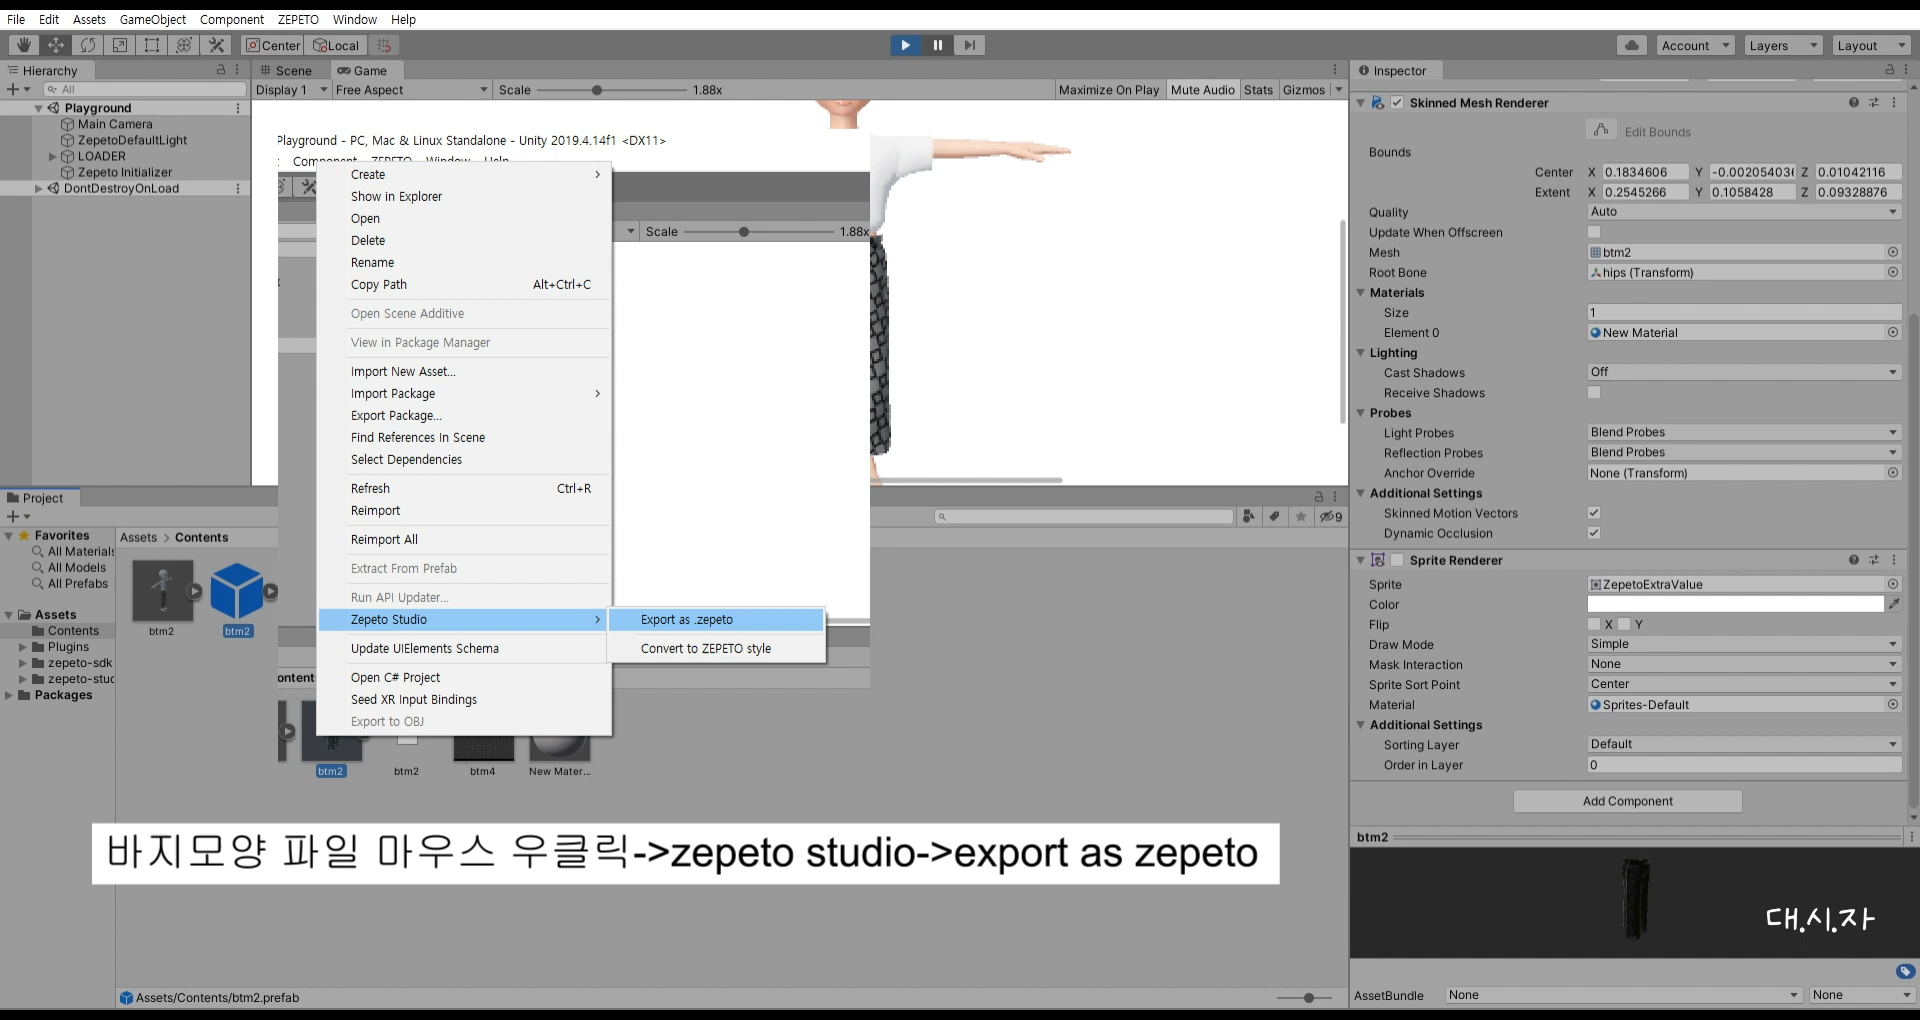 File Edit Assets GameObject Component ZEPETO Window Help
Center Local
Account Layers Layout
Hierarchy
All
Playground
Main Camera
ZepetoDefaultLight
LOADER
Zepeto Initializer
DontDestroyOnLoad
Scene Game
Display 1 Free Aspect Scale 1.88x Maximize On Play Mute Audio Stats Gizmos
Playground - PC, Mac & Linux Standalone - Unity 2019.4.14f1 <DX11>
Component ZEPETO Window Help
Scale 1.88x
Create
Show in Explorer
Open
Delete
Rename
Copy Path Alt+Ctrl+C
Open Scene Additive
View in Package Manager
Import New Asset...
Import Package
Export Package...
Find References In Scene
Select Dependencies
Refresh Ctrl+R
Reimport
Reimport All
Extract From Prefab
Run API Updater...
Zepeto Studio
Export as .zepeto
Convert to ZEPETO style
Update UIElements Schema
Open C# Project
Seed XR Input Bindings
Export to OBJ
btm2 btm2 btm4 New Mater...
Project
9
Favorites
All Materials
All Models
All Prefabs
Assets
Contents
Plugins
zepeto-sdk
zepeto-stud
Packages
Assets > Contents
btm2 btm2
Assets/Contents/btm2.prefab
바지모양 파일 마우스 우클릭->zepeto studio->export as zepeto
Inspector
Skinned Mesh Renderer
Edit Bounds
Bounds
Center X 0.1834606 Y -0.00205403 Z 0.01042116
Extent X 0.2545266 Y 0.1058428 Z 0.09328876
Quality Auto
Update When Offscreen
Mesh btm2
Root Bone hips (Transform)
Materials
Size 1
Element 0 New Material
Lighting
Cast Shadows Off
Receive Shadows
Probes
Light Probes Blend Probes
Reflection Probes Blend Probes
Anchor Override None (Transform)
Additional Settings
Skinned Motion Vectors
Dynamic Occlusion
Sprite Renderer
Sprite ZepetoExtraValue
Color
Flip X Y
Draw Mode Simple
Mask Interaction None
Sprite Sort Point Center
Material Sprites-Default
Additional Settings
Sorting Layer Default
Order in Layer 0
Add Component
btm2
대.시.자
AssetBundle None None